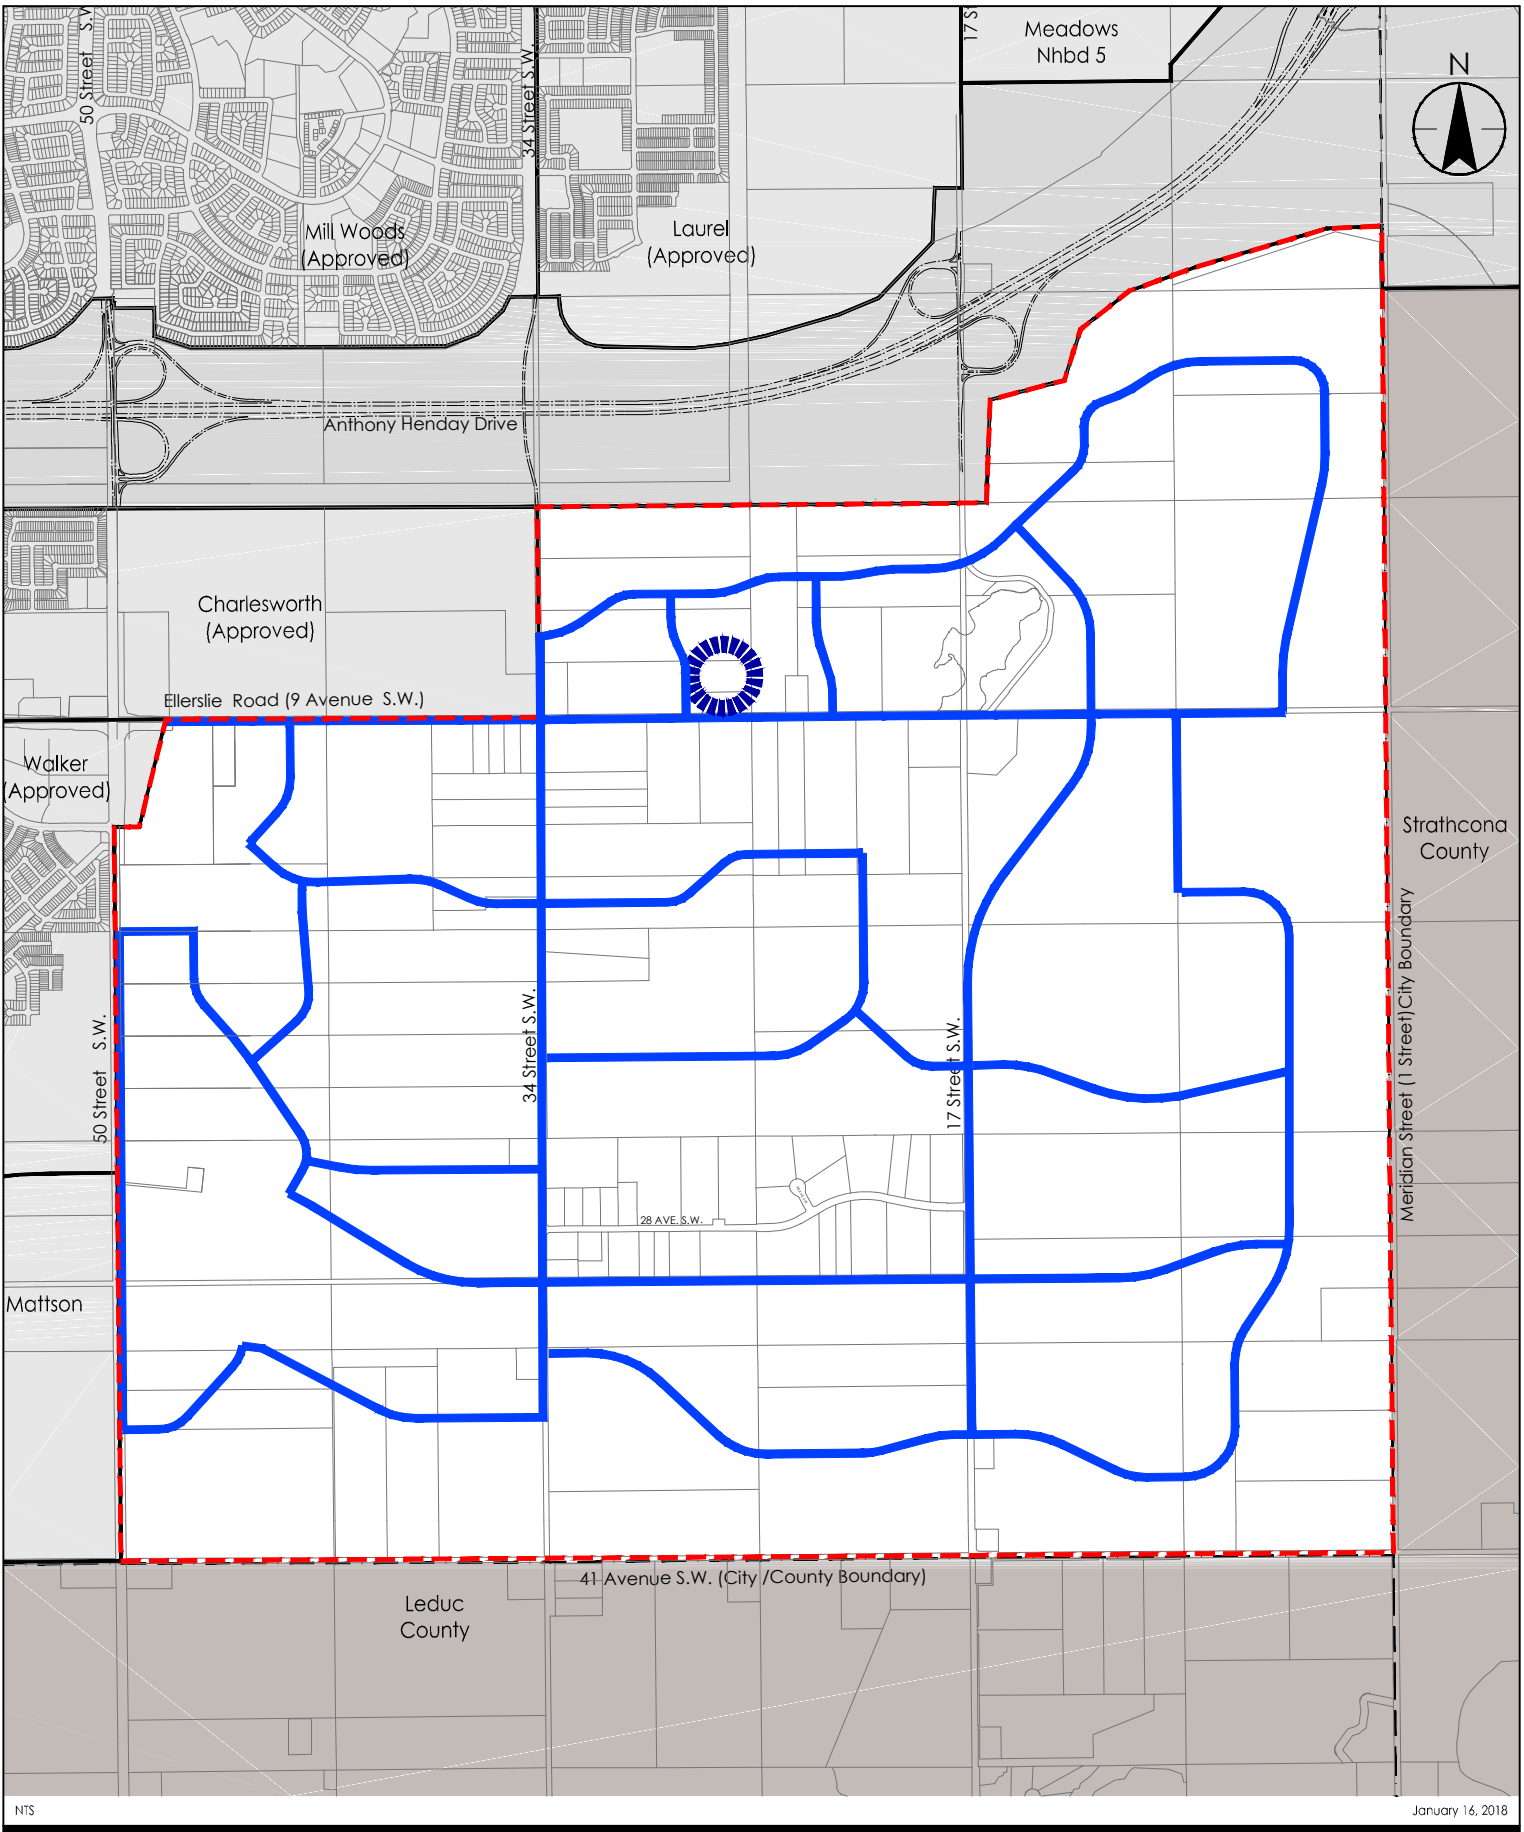 50 Street S.W
34 Street S.W.
Meadows
Nhbd 5
N
Mill Woods
(Approved)
Laurel
(Approved)
Anthony Henday Drive
Charlesworth
(Approved)
Ellerslie Road (9 Avenue S.W.)
Walker
(Approved)
Strathcona
County
50 Street S.W.
34 Street S.W.
17 Street S.W.
Meridian Street (1 Street)City Boundary
28 AVE. S.W.
Mattson
41 Avenue S.W. (City /County Boundary)
Leduc
County
NTS
January 16, 2018